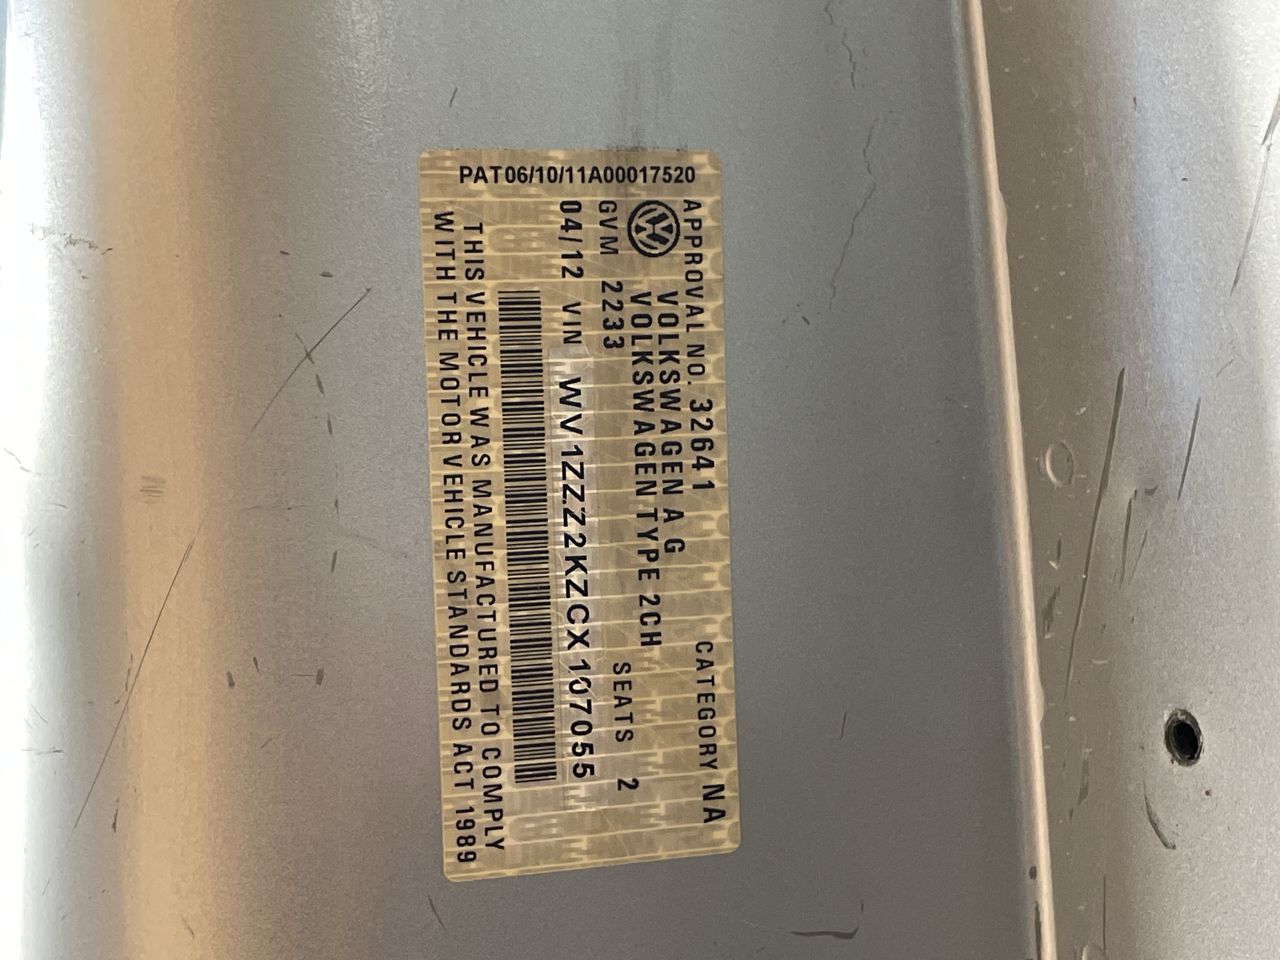 PAT06/10/11A00017520
APPROVAL NO. 32641 CATEGORY NA
VOLKSWAGEN AG
VOLKSWAGEN TYPE 2CH
GVM 2233 SEATS 2
04/12 VIN WV1ZZZ2KZCX107055
THIS VEHICLE WAS MANUFACTURED TO COMPLY
WITH THE MOTOR VEHICLE STANDARDS ACT 1989